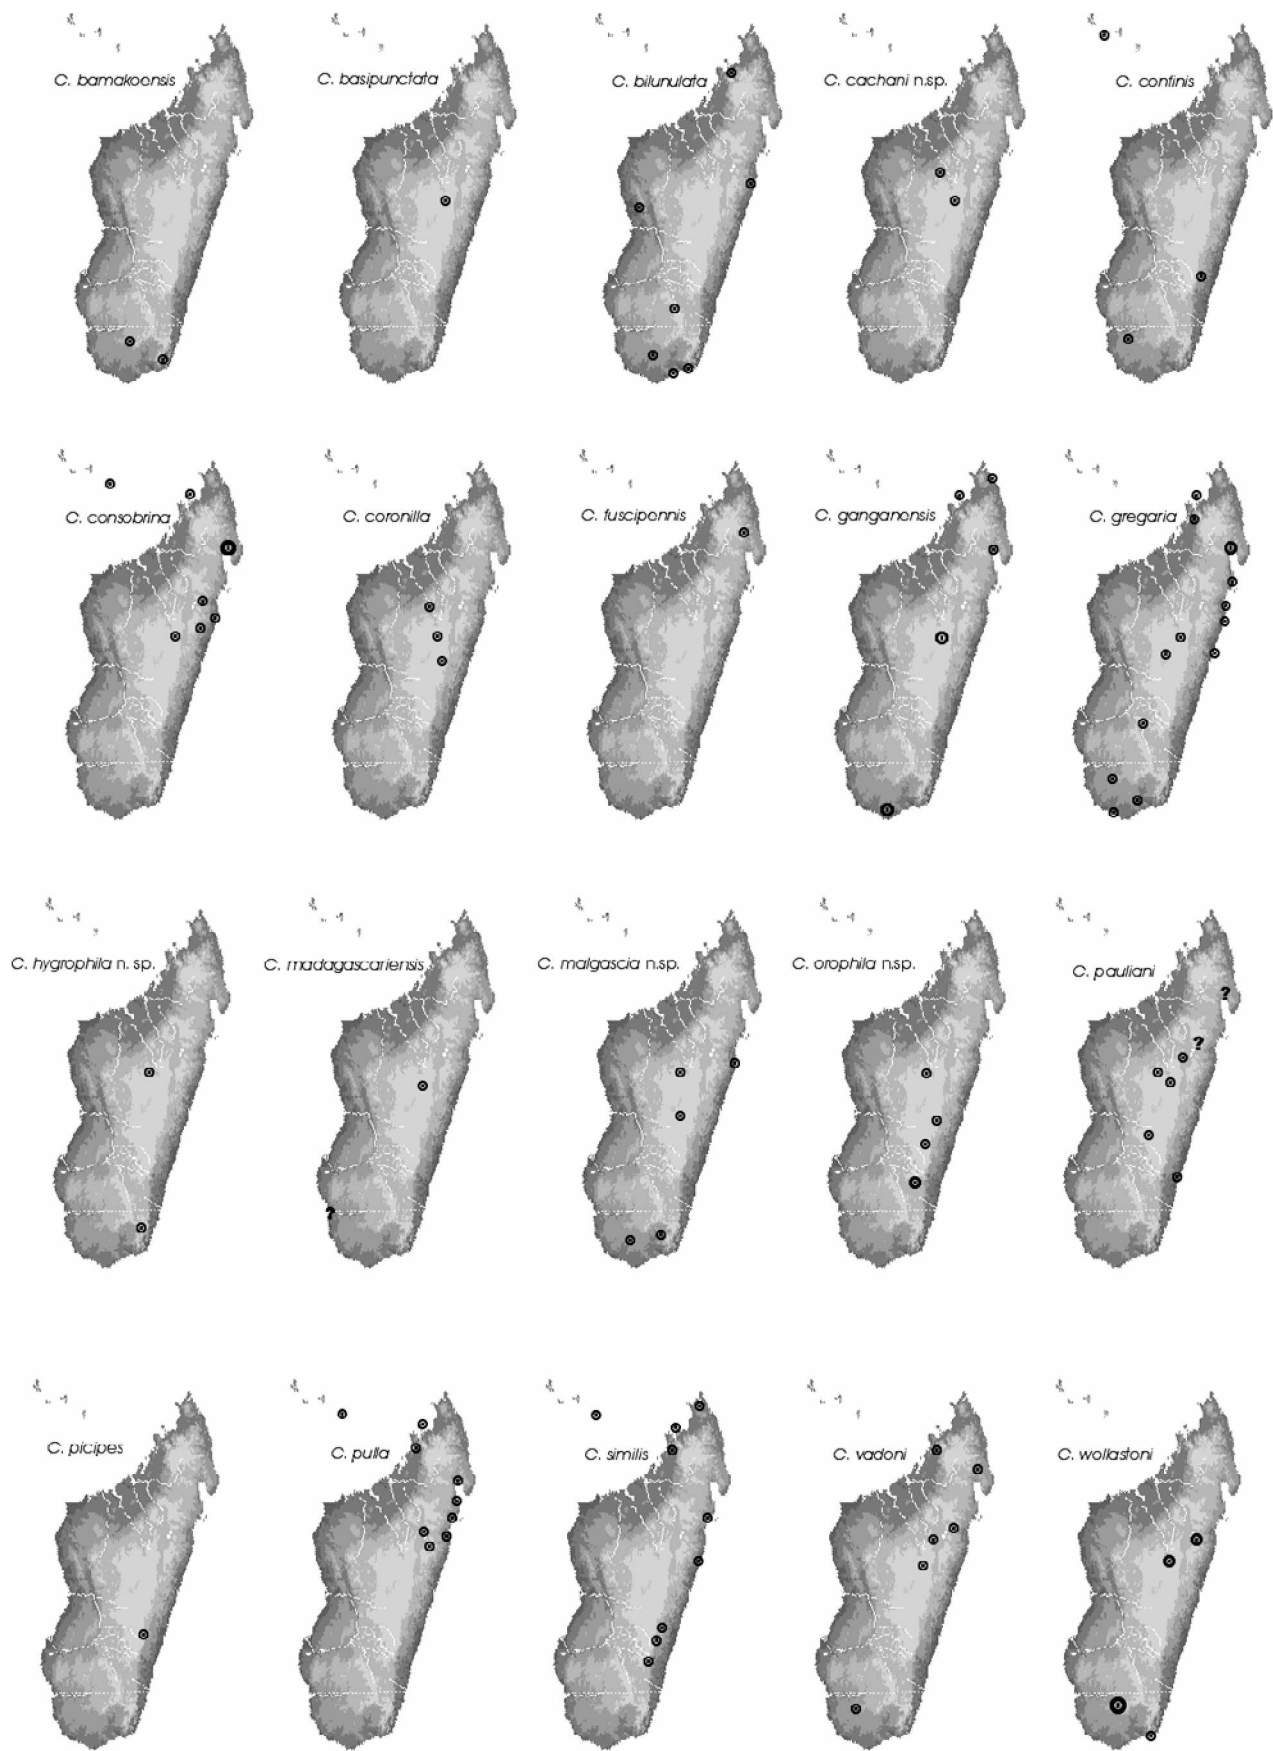 C. bamakoensis
C. basipunctata
C. bilunulata
C. cachani n.sp.
C. confinis
C. consobrina
C. coronilla
C. fuscipennis
C. ganganensis
C. gregaria
C. hygrophila n. sp.
C. madagascariensis
C. malgascia n.sp.
C. orophila n.sp.
C. pauliani
?
?
?
C. picipes
C. pulla
C. similis
C. vadoni
C. wollastoni